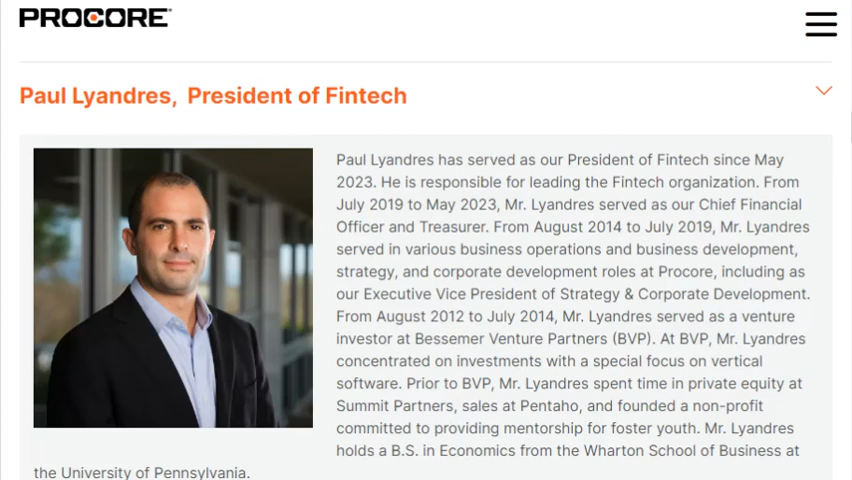 PROCORE
Paul Lyandres, President of Fintech
Paul Lyandres has served as our President of Fintech since May
2023. He is responsible for leading the Fintech organization. From
July 2019 to May 2023, Mr. Lyandres served as our Chief Financial
Officer and Treasurer. From August 2014 to July 2019, Mr. Lyandres
served in various business operations and business development,
strategy, and corporate development roles at Procore, including as
our Executive Vice President of Strategy & Corporate Development.
From August 2012 to July 2014, Mr. Lyandres served as a venture
investor at Bessemer Venture Partners (BVP). At BVP, Mr. Lyandres
concentrated on investments with a special focus on vertical
software. Prior to BVP, Mr. Lyandres spent time in private equity at
Summit Partners, sales at Pentaho, and founded a non-profit
committed to providing mentorship for foster youth. Mr. Lyandres
holds a B.S. in Economics from the Wharton School of Business at
the University of Pennsylvania.